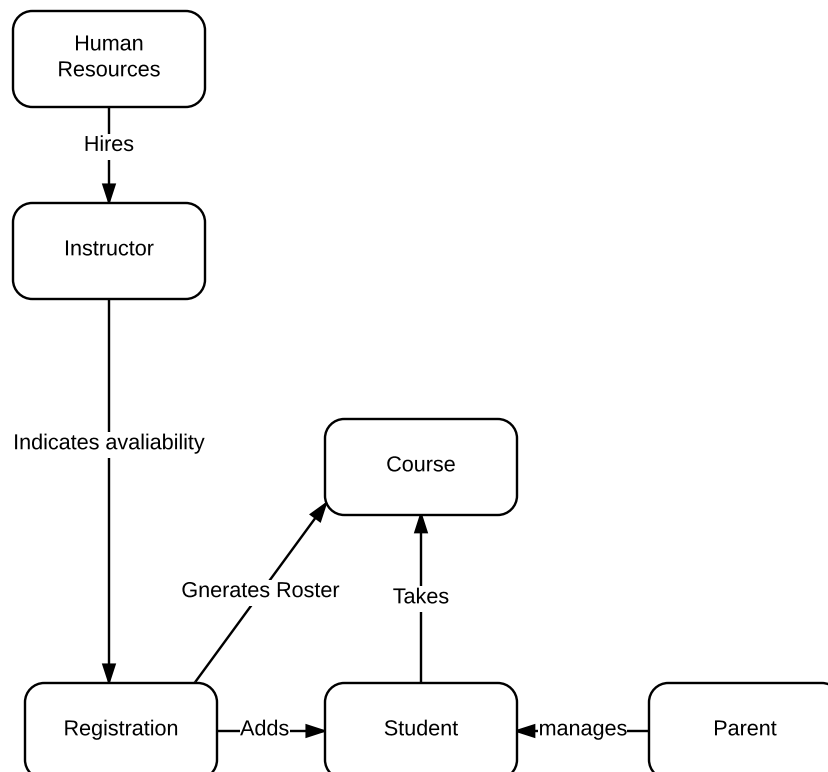 Human
Resources
Hires
Instructor
Indicates avaliability
Course
Gnerates Roster
Takes
Registration
Adds
Student
manages
Parent